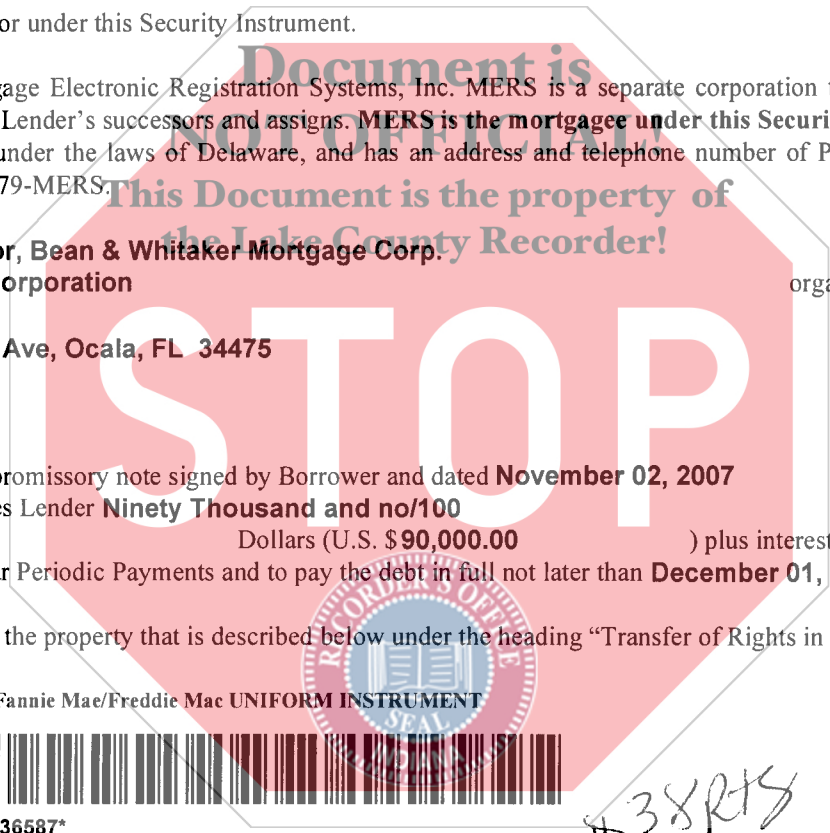 or under this Security Instrument.
Document is
gage Electronic Registration Systems, Inc. MERS is a separate corporation
Lender's successors and assigns. MERS is the mortgagee under this Securi
NOT OFFICIAL!
under the laws of Delaware, and has an address and telephone number of P
79-MERS.
This Document is the property of
the Lake County Recorder!
or, Bean & Whitaker Mortgage Corp.
orporation orga
Ave, Ocala, FL 34475
STOP
promissory note signed by Borrower and dated November 02, 2007
es Lender Ninety Thousand and no/100
Dollars (U.S. $90,000.00 ) plus interest
r Periodic Payments and to pay the debt in full not later than December 01,
RECORDER'S OFFICE
the property that is described below under the heading "Transfer of Rights in
Fannie Mae/Freddie Mac UNIFORM INSTRUMENT
SEAL
INDIANA
36587*